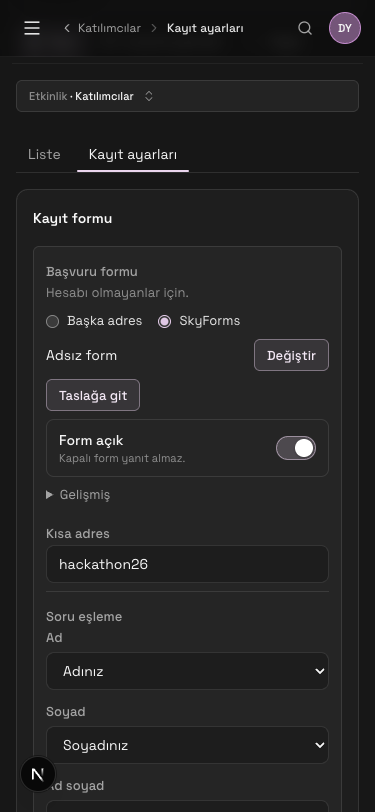 Katılımcılar
Kayıt ayarları
DY
Etkinlik · Katılımcılar
Liste
Kayıt ayarları
Kayıt formu
Başvuru formu
Hesabı olmayanlar için.
Başka adres
SkyForms
Adsız form
Değiştir
Taslağa git
Form açık
Kapalı form yanıt almaz.
Gelişmiş
Kısa adres
hackathon26
Soru eşleme
Ad
Adınız
Soyad
Soyadınız
N
Ad soyad